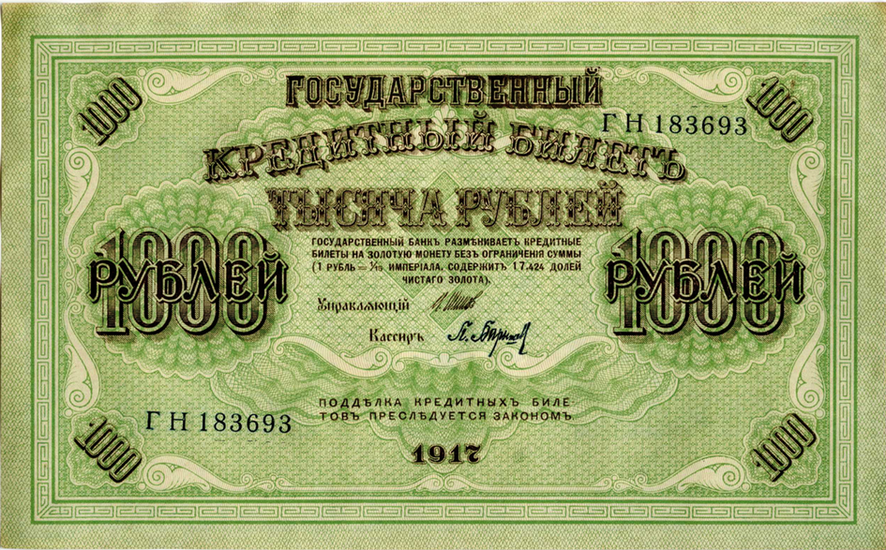 1000
ГОСУДАРСТВЕННЫЙ
1000
ГН 183693
КРЕДИТНЫЙ БИЛЕТЪ
ТЫСЯЧА РУБЛЕЙ
ГОСУДАРСТВЕННЫЙ БАНКЪ РАЗМѢНИВАЕТЪ КРЕДИТНЫЕ
БИЛЕТЫ НА ЗОЛОТУЮ МОНЕТУ БЕЗЪ ОГРАНИЧЕНІЯ СУММЫ
(1 РУБЛЬ = 1/15 ИМПЕРІАЛА, СОДЕРЖИТЪ 17,424 ДОЛЕЙ
ЧИСТАГО ЗОЛОТА).
1000 РУБЛЕЙ
1000 РУБЛЕЙ
Управляющій
Кассиръ
ПОДДѢЛКА КРЕДИТНЫХЪ БИЛЕ-
ТОВЪ ПРЕСЛѢДУЕТСЯ ЗАКОНОМЪ.
ГН 183693
1917
1000
1000